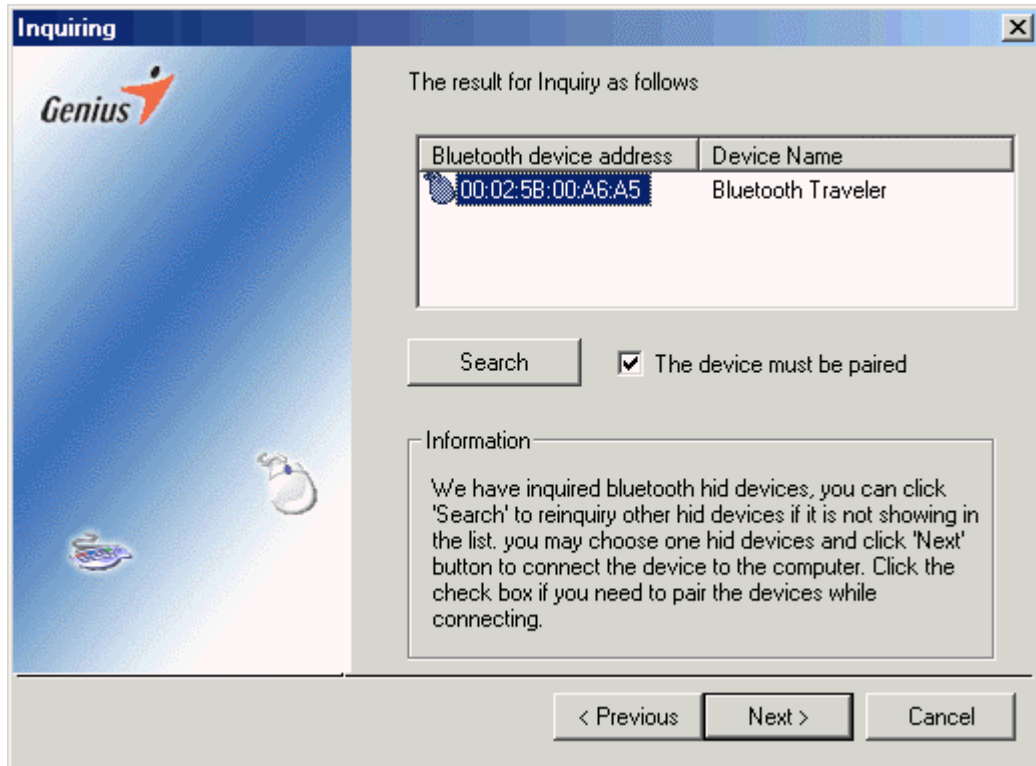 Inquiring
Genius
The result for Inquiry as follows
Bluetooth device address Device Name
00:02:5B:00:A6:A5 Bluetooth Traveler
Search The device must be paired
Information
We have inquired bluetooth hid devices, you can click
'Search' to reinquiry other hid devices if it is not showing in
the list. you may choose one hid devices and click 'Next'
button to connect the device to the computer. Click the
check box if you need to pair the devices while
connecting.
< Previous Next > Cancel